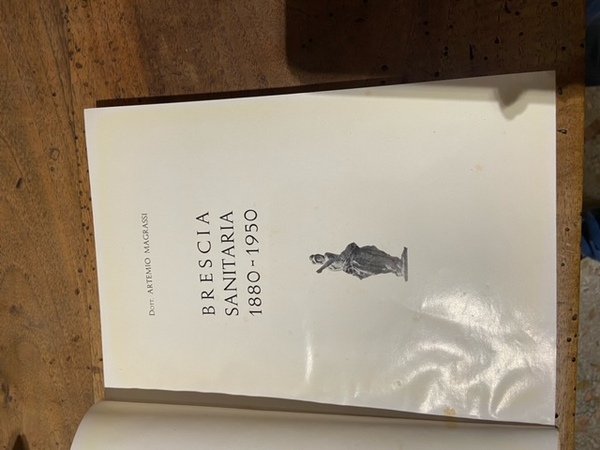 Dott. ARTEMIO MAGRASSI
BRESCIA
SANITARIA
1880-1950